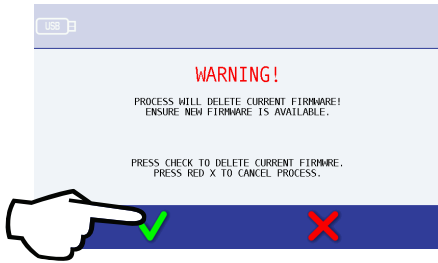 USB
WARNING!
PROCESS WILL DELETE CURRENT FIRMWARE!
ENSURE NEW FIRMWARE IS AVAILABLE.
PRESS CHECK TO DELETE CURRENT FIRMWRE.
PRESS RED X TO CANCEL PROCESS.